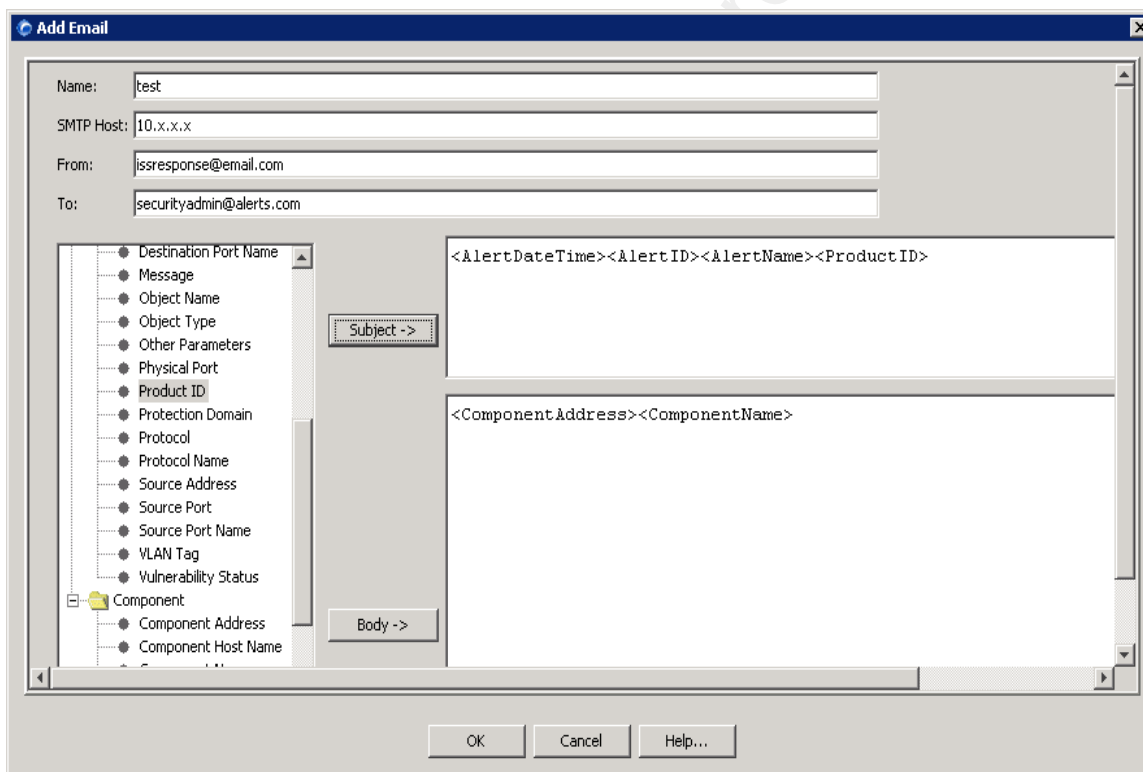 Add Email
Name: test
SMTP Host: 10.x.x.x
From: issresponse@email.com
To: securityadmin@alerts.com
Destination Port Name
Message
Object Name
Object Type
Other Parameters
Physical Port
Product ID
Protection Domain
Protocol
Protocol Name
Source Address
Source Port
Source Port Name
VLAN Tag
Vulnerability Status
Component
Component Address
Component Host Name
Subject ->
<AlertDateTime><AlertID><AlertName><ProductID>
Body ->
<ComponentAddress><ComponentName>
OK Cancel Help...